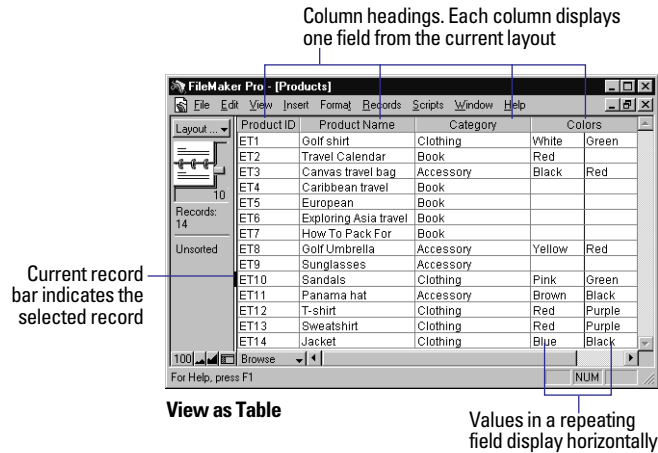 Column headings. Each column displays
one field from the current layout
FileMaker Pro - [Products]
File Edit View Insert Format Records Scripts Window Help
Layout ... Product ID Product Name Category Colors
ET1 Golf shirt Clothing White Green
ET2 Travel Calendar Book Red
ET3 Canvas travel bag Accessory Black Red
ET4 Caribbean travel Book
10 ET5 European Book
Records: ET6 Exploring Asia travel Book
14 ET7 How To Pack For Book
Unsorted ET8 Golf Umbrella Accessory Yellow Red
ET9 Sunglasses Accessory
ET10 Sandals Clothing Pink Green
ET11 Panama hat Accessory Brown Black
ET12 T-shirt Clothing Red Purple
ET13 Sweatshirt Clothing Red Purple
ET14 Jacket Clothing Blue Black
100 Browse
For Help, press F1 NUM
Current record
bar indicates the
selected record
View as Table
Values in a repeating
field display horizontally